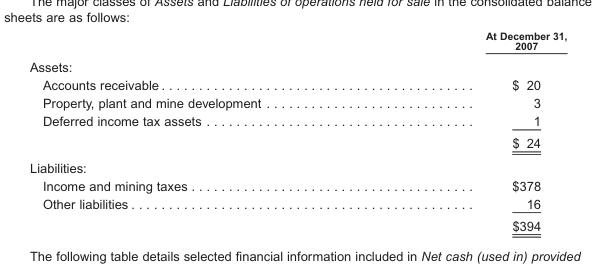 The major classes of Assets and Liabilities of operations held for sale in the consolidated balance
sheets are as follows:
At December 31,
2007
Assets:
Accounts receivable . . . . . . . . . . . . . . . . . . . . . . . . . . . . . . . . . . . . . . . . . . $ 20
Property, plant and mine development . . . . . . . . . . . . . . . . . . . . . . . . . . . . 3
Deferred income tax assets . . . . . . . . . . . . . . . . . . . . . . . . . . . . . . . . . . . . 1
$ 24
Liabilities:
Income and mining taxes . . . . . . . . . . . . . . . . . . . . . . . . . . . . . . . . . . . . . . $378
Other liabilities . . . . . . . . . . . . . . . . . . . . . . . . . . . . . . . . . . . . . . . . . . . . . . 16
$394
The following table details selected financial information included in Net cash (used in) provided